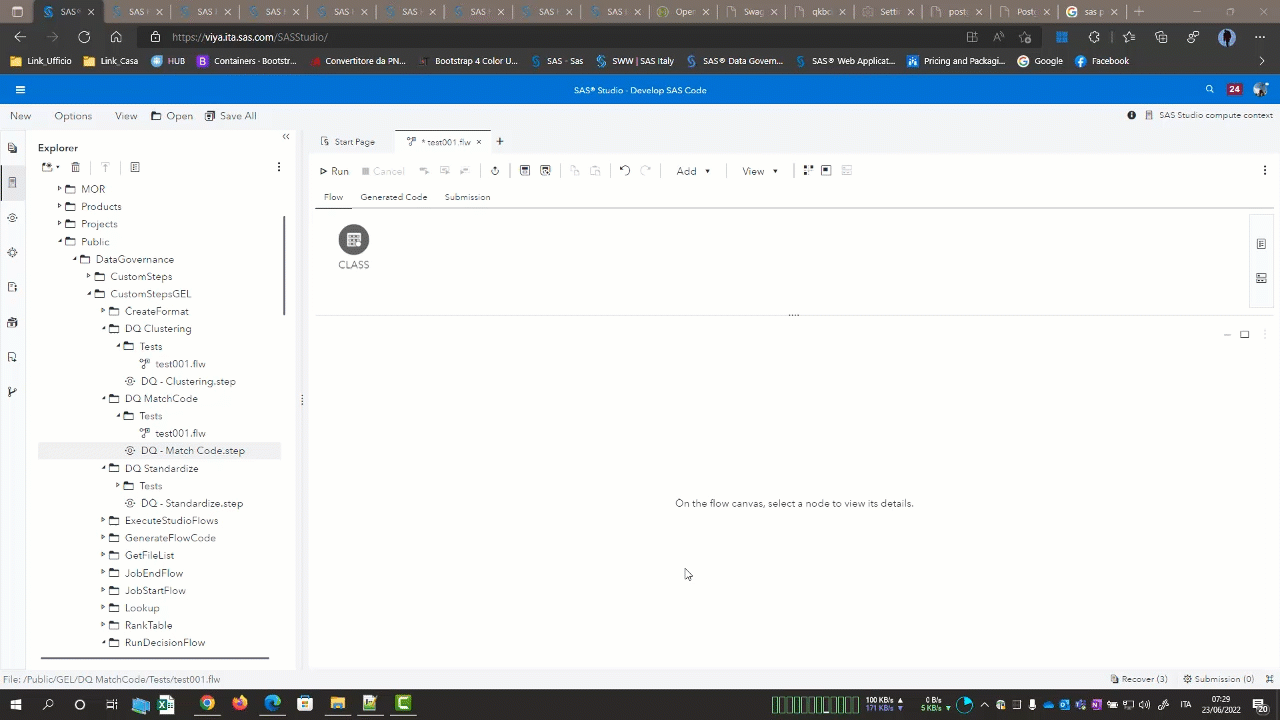 SAS®
SAS
SAS I
SAS
SAS
SAS
SAS
SAS
SAS
Open
Swag
qkbc
Settir
post
Post
sas p
https://viya.ita.sas.com/SASStudio/
Link_Ufficio
Link_Casa
HUB
Containers - Bootstr...
Convertitore da PN...
Bootstrap 4 Color U...
SAS - Sas
SWW | SAS Italy
SAS® Data Govern...
SAS® Web Applicat...
Pricing and Packagi...
Google
Facebook
SAS® Studio - Develop SAS Code
24
New
Options
View
Open
Save All
SAS Studio compute context
Explorer
Start Page
* test001.flw
Run
Cancel
Add
View
Flow
Generated Code
Submission
MOR
Products
Projects
Public
DataGovernance
CustomSteps
CustomStepsGEL
CreateFormat
DQ Clustering
Tests
test001.flw
DQ - Clustering.step
DQ MatchCode
Tests
test001.flw
DQ - Match Code.step
DQ Standardize
Tests
DQ - Standardize.step
ExecuteStudioFlows
GenerateFlowCode
GetFileList
JobEndFlow
JobStartFlow
Lookup
RankTable
RunDecisionFlow
CLASS
On the flow canvas, select a node to view its details.
File: /Public/GEL/DQ MatchCode/Tests/test001.flw
Recover (3)
Submission (0)
100 KB/s
171 KB/s
0 B/s
5 KB/s
ITA
07:29
23/06/2022